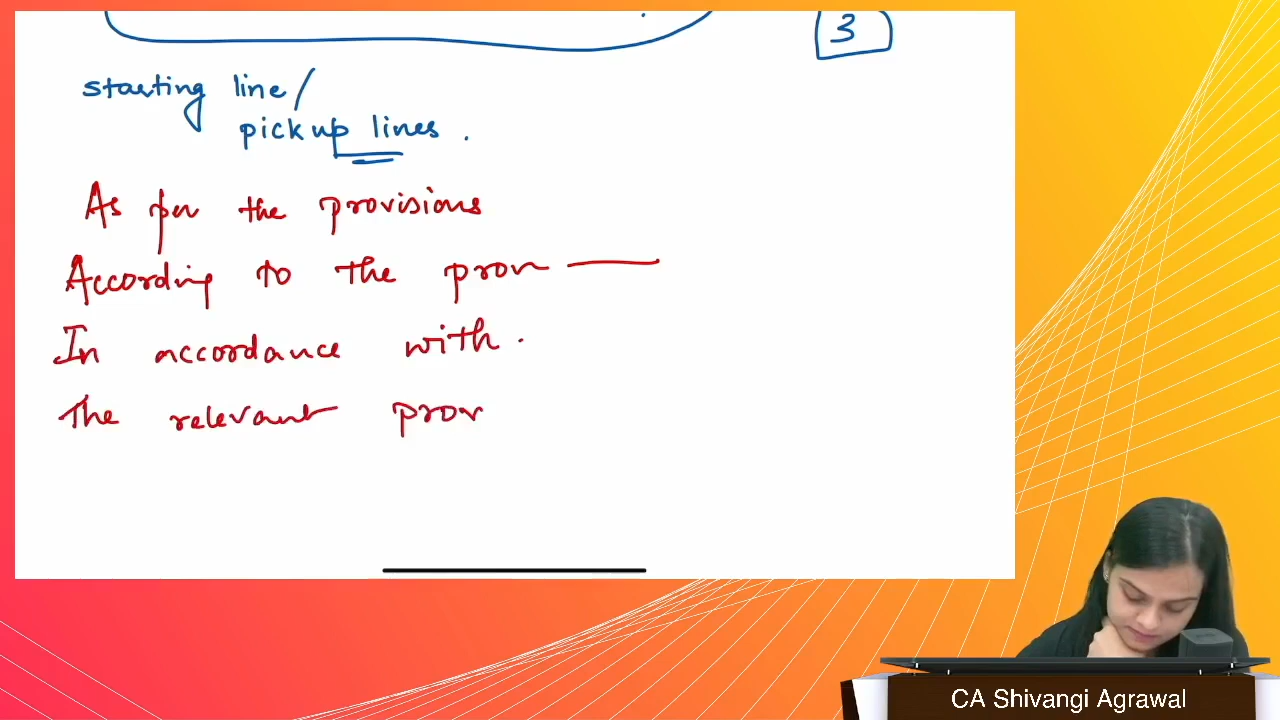 3
starting line/
pickup lines.
As per the provisions
According to the prov —
In accordance with.
The relevant prov
CA Shivangi Agrawal